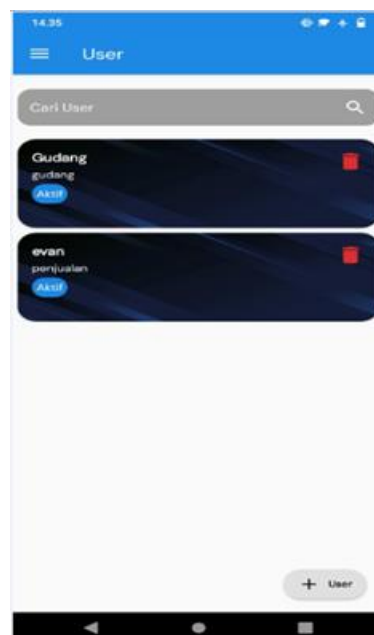 14.35
User
Cari User
Gudang
gudang
Aktif
evan
penjualan
Aktif
+ User